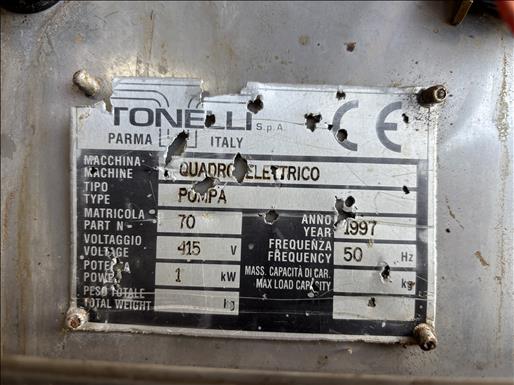 TONELLI S.p.A.
PARMA ITALY
CE
MACCHINA- QUADRO ELETTRICO
MACHINE
TIPO POMPA
TYPE
MATRICOLA 70 ANNO 1997
PART N° YEAR
VOLTAGGIO 415 V FREQUENZA 50 Hz
VOLTAGE FREQUENCY
POTENZA 1 kW MASS. CAPACITÀ DI CAR. kg
POWER MAX LOAD CAPACITY
PESO TOTALE kg
TOTAL WEIGHT